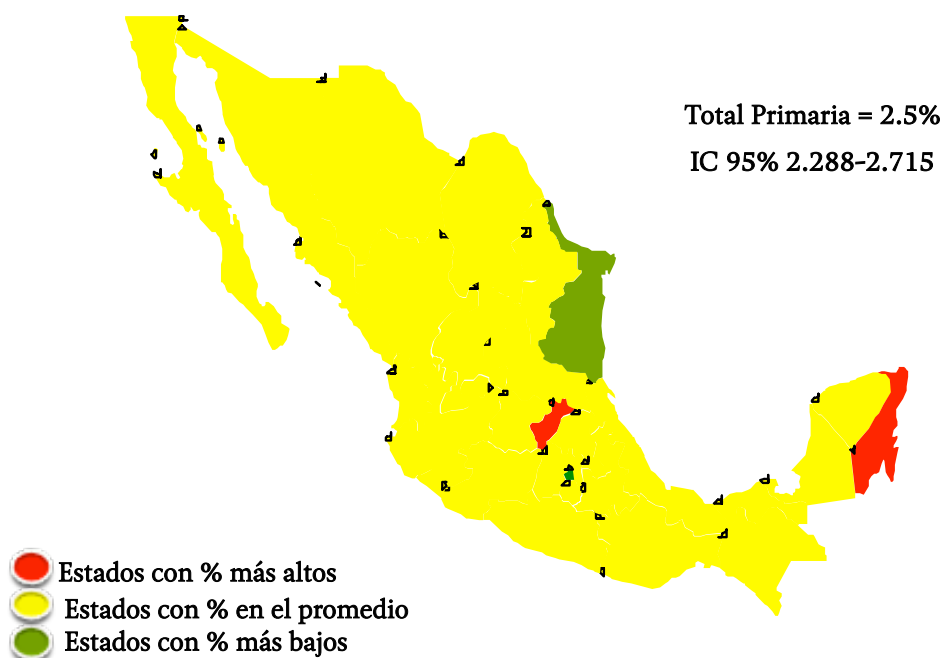 Total Primaria = 2.5%
IC 95% 2.288-2.715
Estados con % más altos
Estados con % en el promedio
Estados con % más bajos